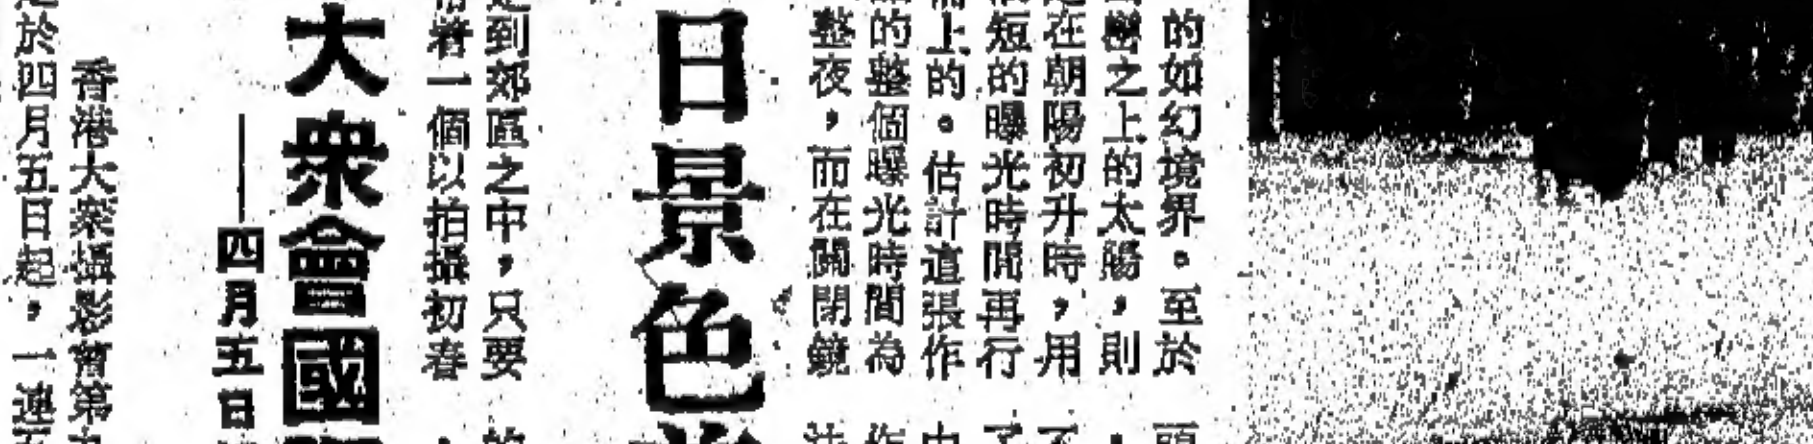 的如幻境界。至於
巒之上的太陽，則
在朝陽初升時，用
短的曝光時間再行
上的。估計這張作
的整個曝光時間為
整夜，而在關閉鏡
日景色
到郊區之中，只要
着一個以拍攝初春
大眾會國
——四月五日
香港大眾攝影會第
於四月五日起，一連